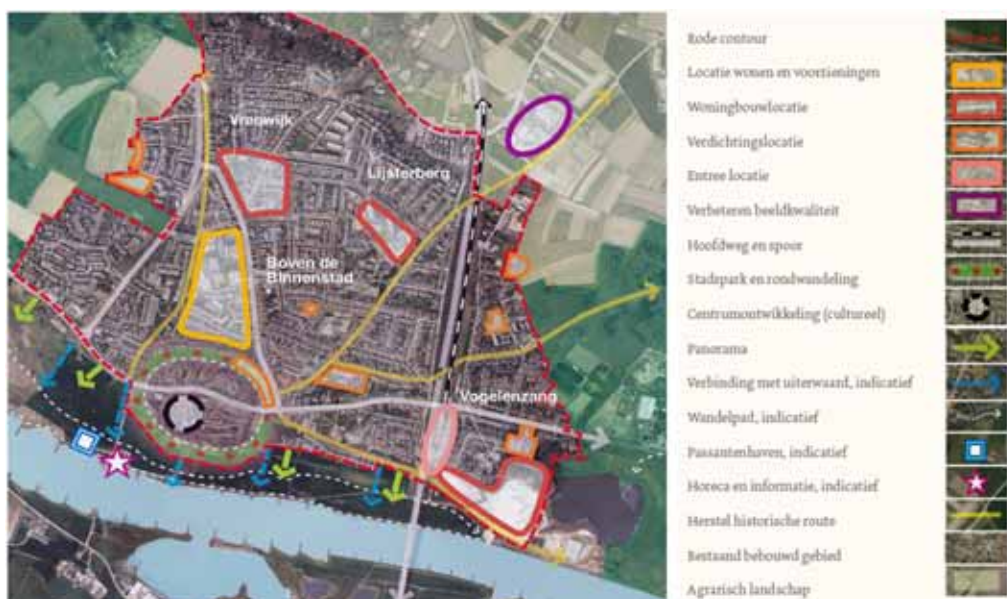 Vreewijk
Lijsterberg
Boven de
Binnenstad
Vogelenzang
Rode contour
Locatie wonen en voorzieningen
Woningbouwlocatie
Verdichtingslocatie
Entree locatie
Verbeteren beeldkwaliteit
Hoofdweg en spoor
Stadspark en rondwandeling
Centrumontwikkeling (cultureel)
Panorama
Verbinding met uiterwaard, indicatief
Wandelpad, indicatief
Passantenhaven, indicatief
Horeca en informatie, indicatief
Herstel historische route
Bestaand bebouwd gebied
Agrarisch landschap